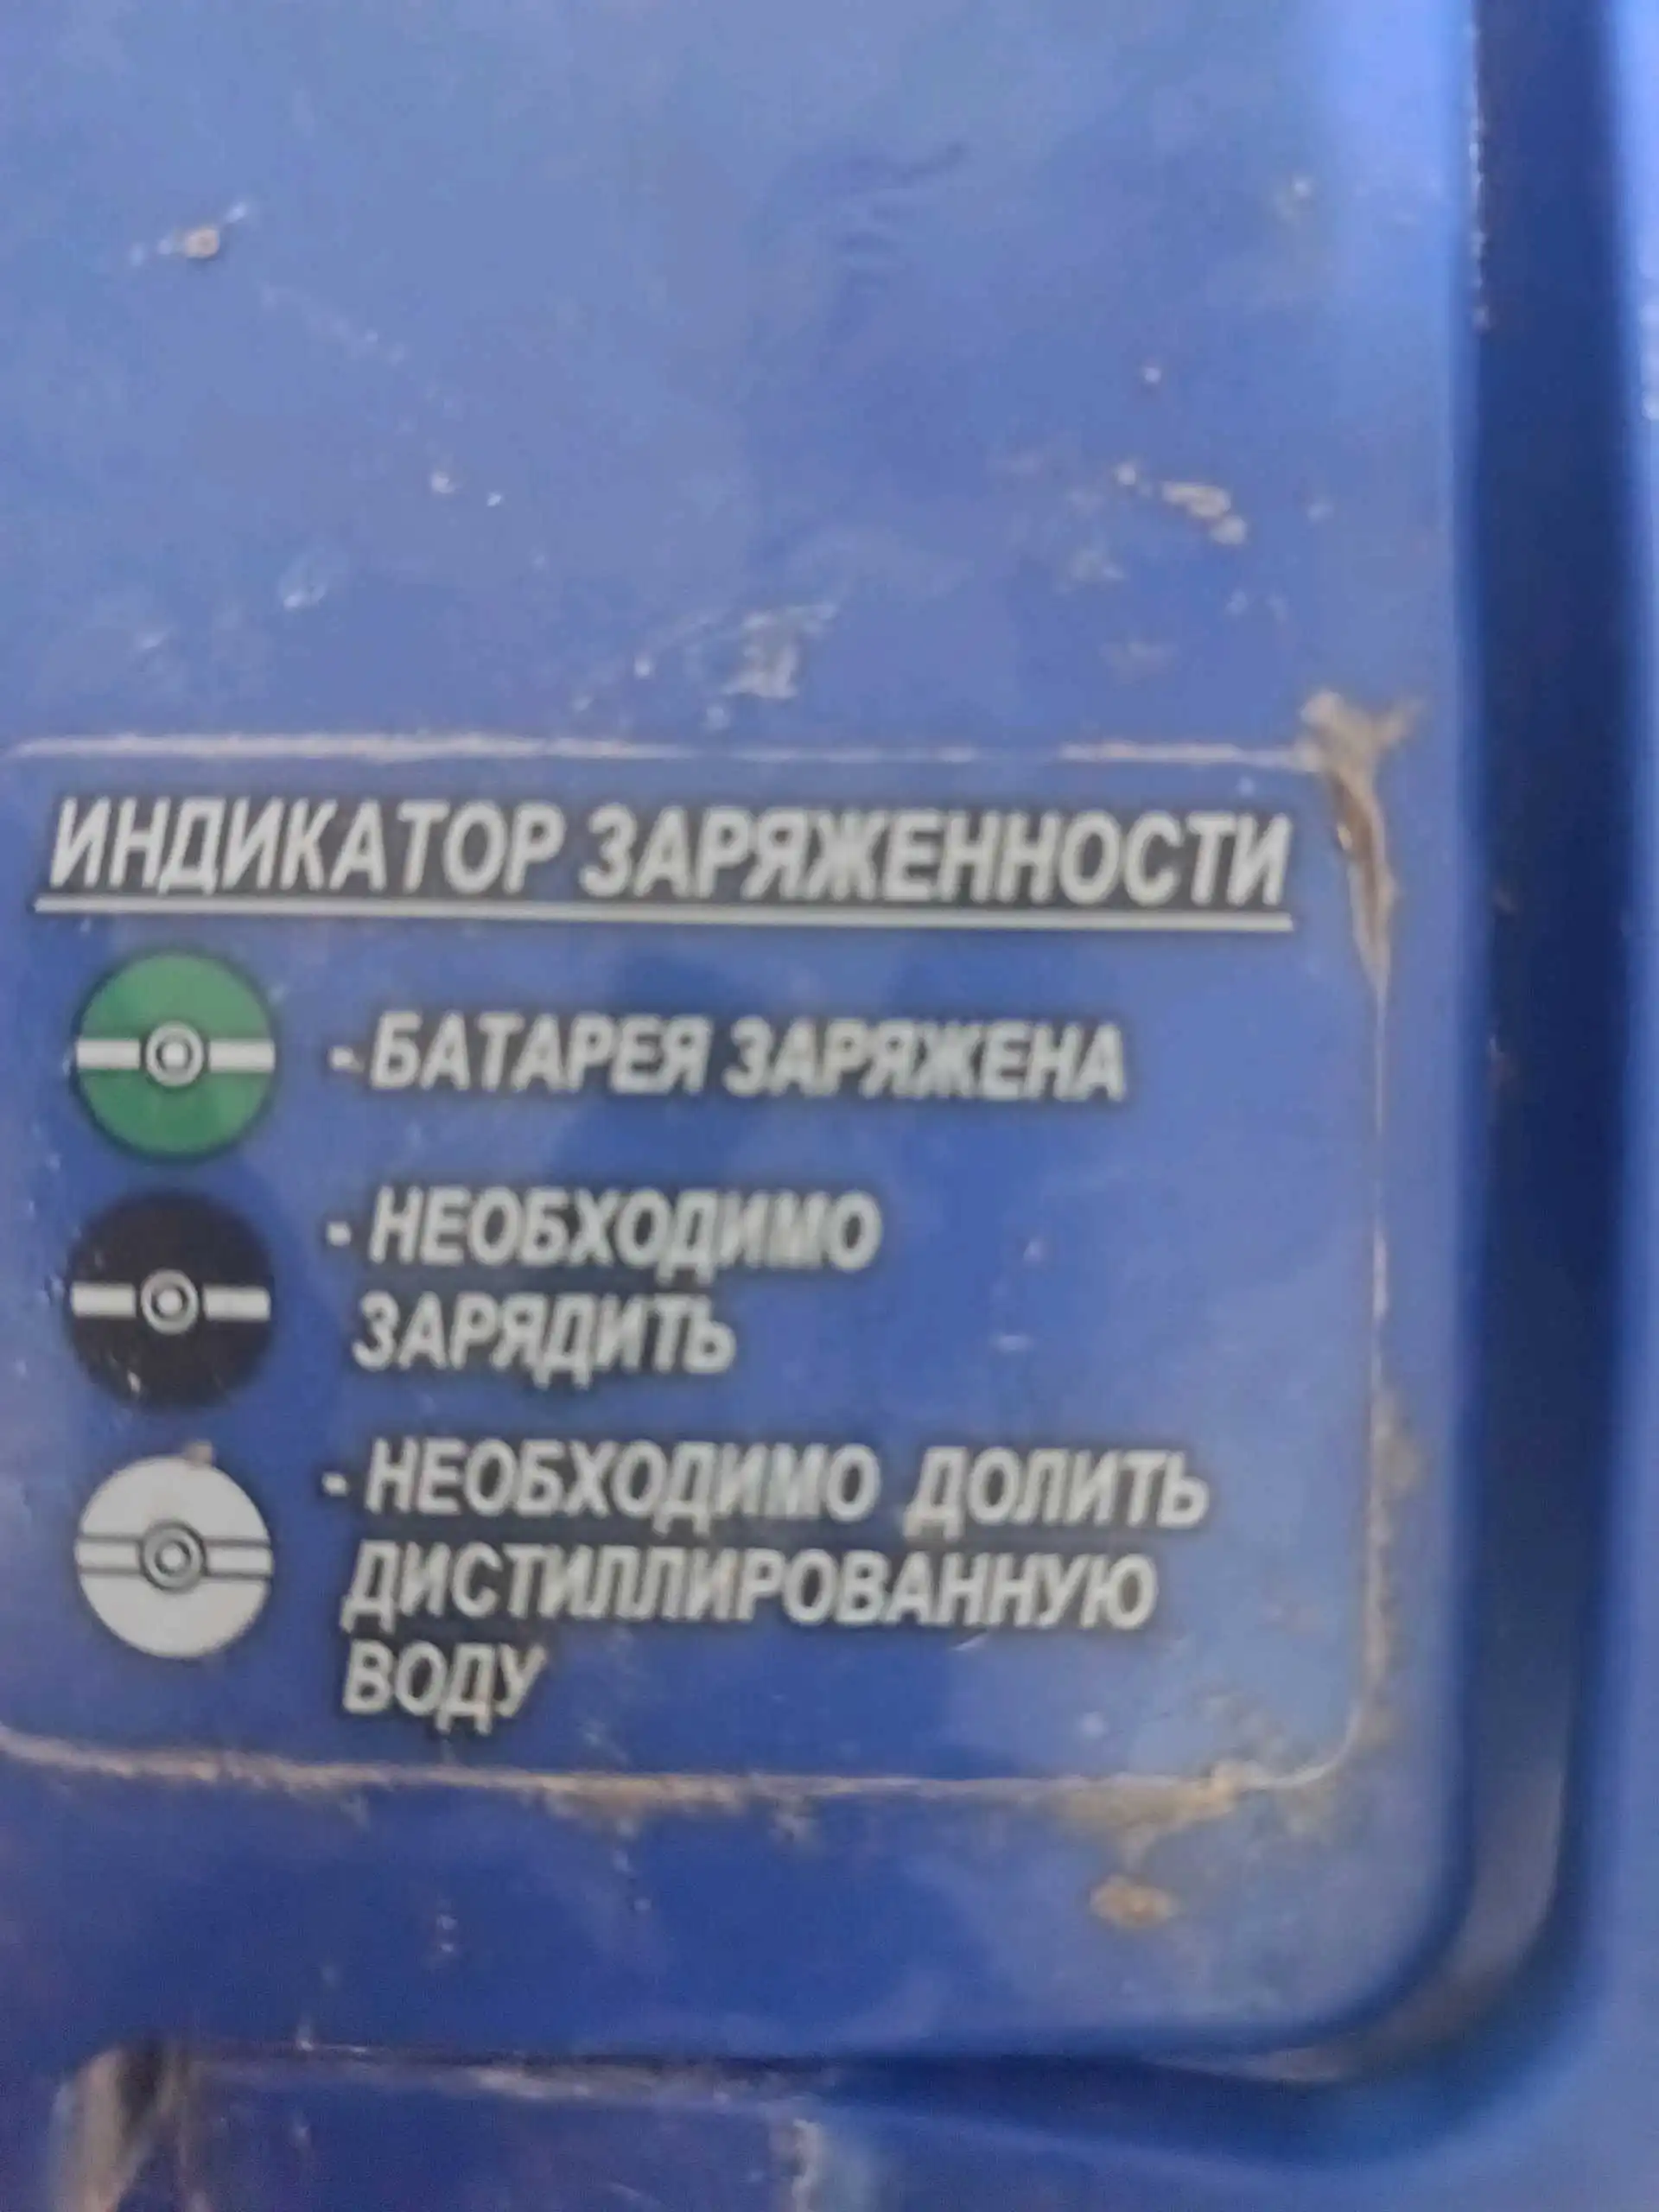 ИНДИКАТОР ЗАРЯЖЕННОСТИ
- БАТАРЕЯ ЗАРЯЖЕНА
- НЕОБХОДИМО
ЗАРЯДИТЬ
- НЕОБХОДИМО ДОЛИТЬ
ДИСТИЛЛИРОВАННУЮ
ВОДУ